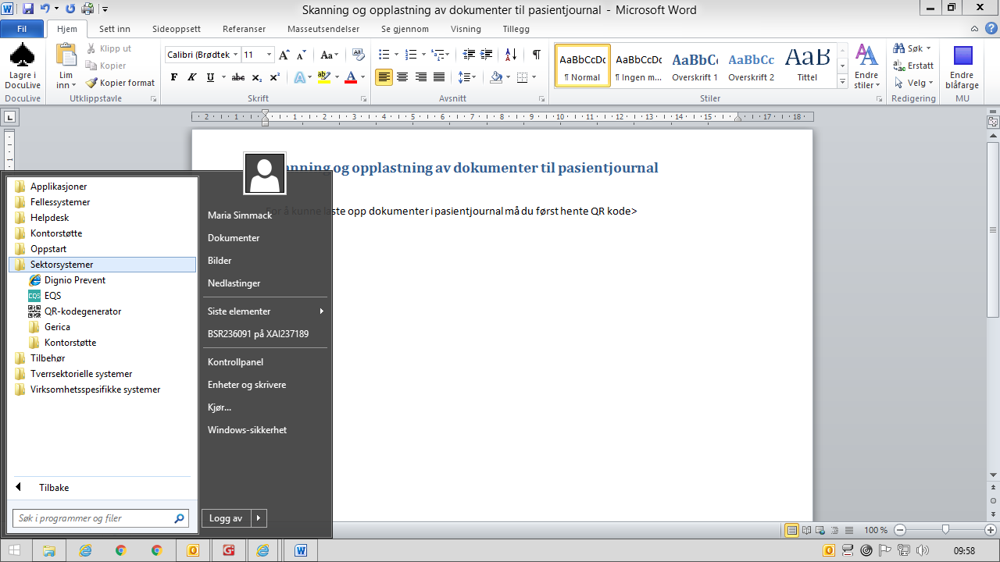 Skanning og opplastning av dokumenter til pasientjournal - Microsoft Word
Fil Hjem Sett inn Sideoppsett Referanser Masseutsendelser Se gjennom Visning Tillegg
Lagre i DocuLive
DocuLive
Lim inn
Klipp ut
Kopier
Kopier format
Utklippstavle
Calibri (Brødtek 11
F K U abc x₂ x² A ab A
Skrift
Avsnitt
AaBbCcDc AaBbCcDc AaBbCc AaBbCc AaB
¶ Normal ¶ Ingen m... Overskrift 1 Overskrift 2 Tittel
Endre stiler
Stiler
Søk
Erstatt
Velg
Redigering
Endre blåfarge
MU
2 1 1 2 3 4 5 6 7 8 9 10 11 12 13 14 15 17 18
anning og opplastning av dokumenter til pasientjournal
or å kunne laste opp dokumenter i pasientjournal må du først hente QR kode>
Applikasjoner
Fellessystemer
Helpdesk
Kontorstøtte
Oppstart
Sektorsystemer
Dignio Prevent
EQS
QR-kodegenerator
Gerica
Kontorstøtte
Tilbehør
Tverrsektorielle systemer
Virksomhetsspesifikke systemer
Tilbake
Søk i programmer og filer
Maria Simmack
Dokumenter
Bilder
Nedlastinger
Siste elementer
BSR236091 på XAI237189
Kontrollpanel
Enheter og skrivere
Kjør...
Windows-sikkerhet
Logg av
100 %
09:58